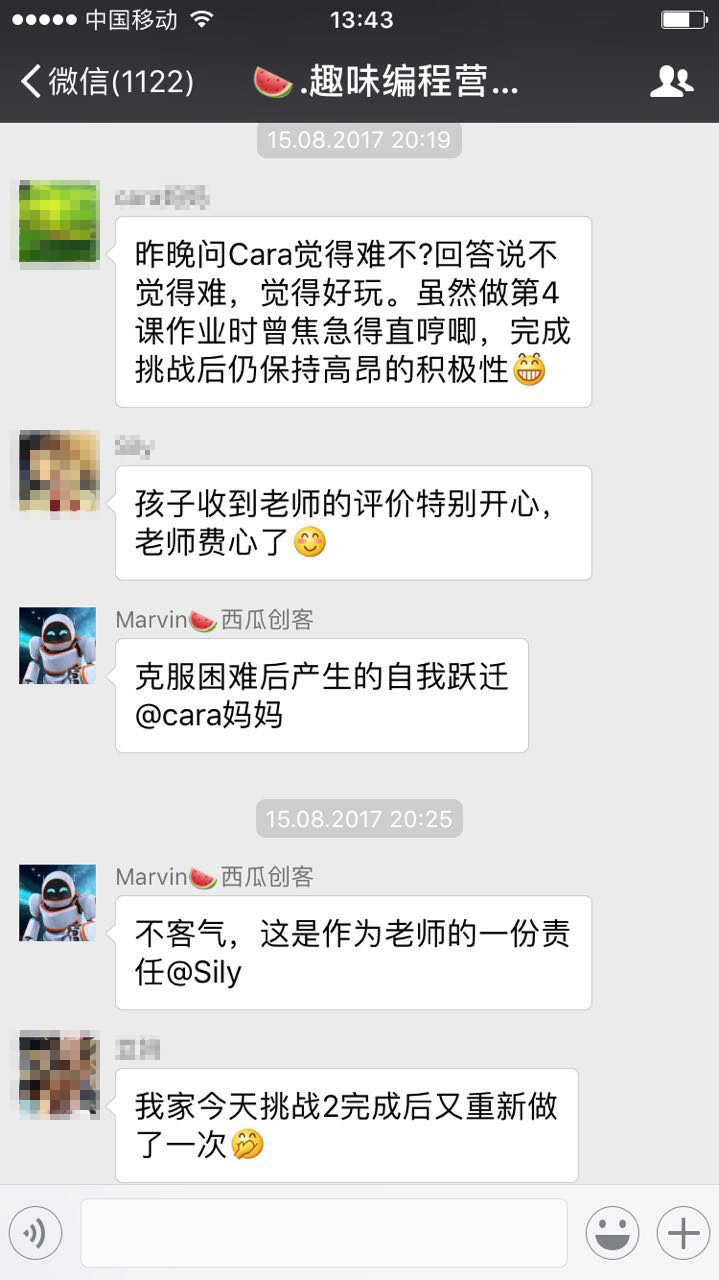 中国移动
13:43
微信(1122)
🍉.趣味编程营...
15.08.2017 20:19
昨晚问Cara觉得难不?回答说不
觉得难，觉得好玩。虽然做第4
课作业时曾焦急得直哼唧，完成
挑战后仍保持高昂的积极性😁
Sily
孩子收到老师的评价特别开心，
老师费心了😊
Marvin🍉西瓜创客
克服困难后产生的自我跃迁
@cara妈妈
15.08.2017 20:25
Marvin🍉西瓜创客
不客气，这是作为老师的一份责
任@Sily
我家今天挑战2完成后又重新做
了一次🤭